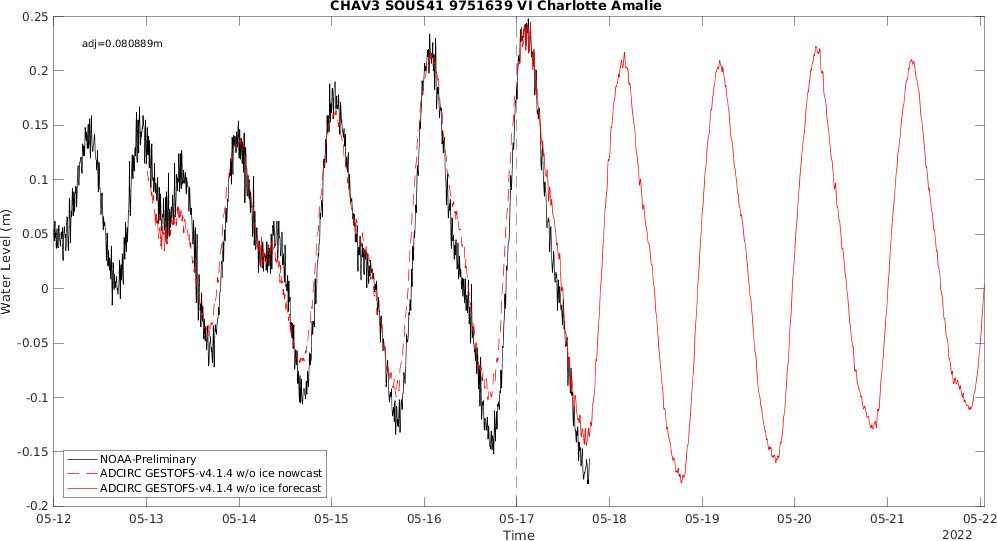 CHAV3 SOUS41 9751639 VI Charlotte Amalie
0.25
adj=0.080889m
0.2
0.15
0.1
0.05
0
-0.05
-0.1
-0.15
-0.2
Water Level (m)
NOAA-Preliminary
ADCIRC GESTOFS-v4.1.4 w/o ice nowcast
ADCIRC GESTOFS-v4.1.4 w/o ice forecast
05-12 05-13 05-14 05-15 05-16 05-17 05-18 05-19 05-20 05-21 05-22
Time
2022